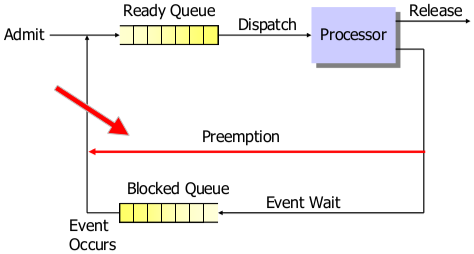 Ready Queue
Release
Admit
Dispatch
Processor
Preemption
Blocked Queue
Event Wait
Event
Occurs